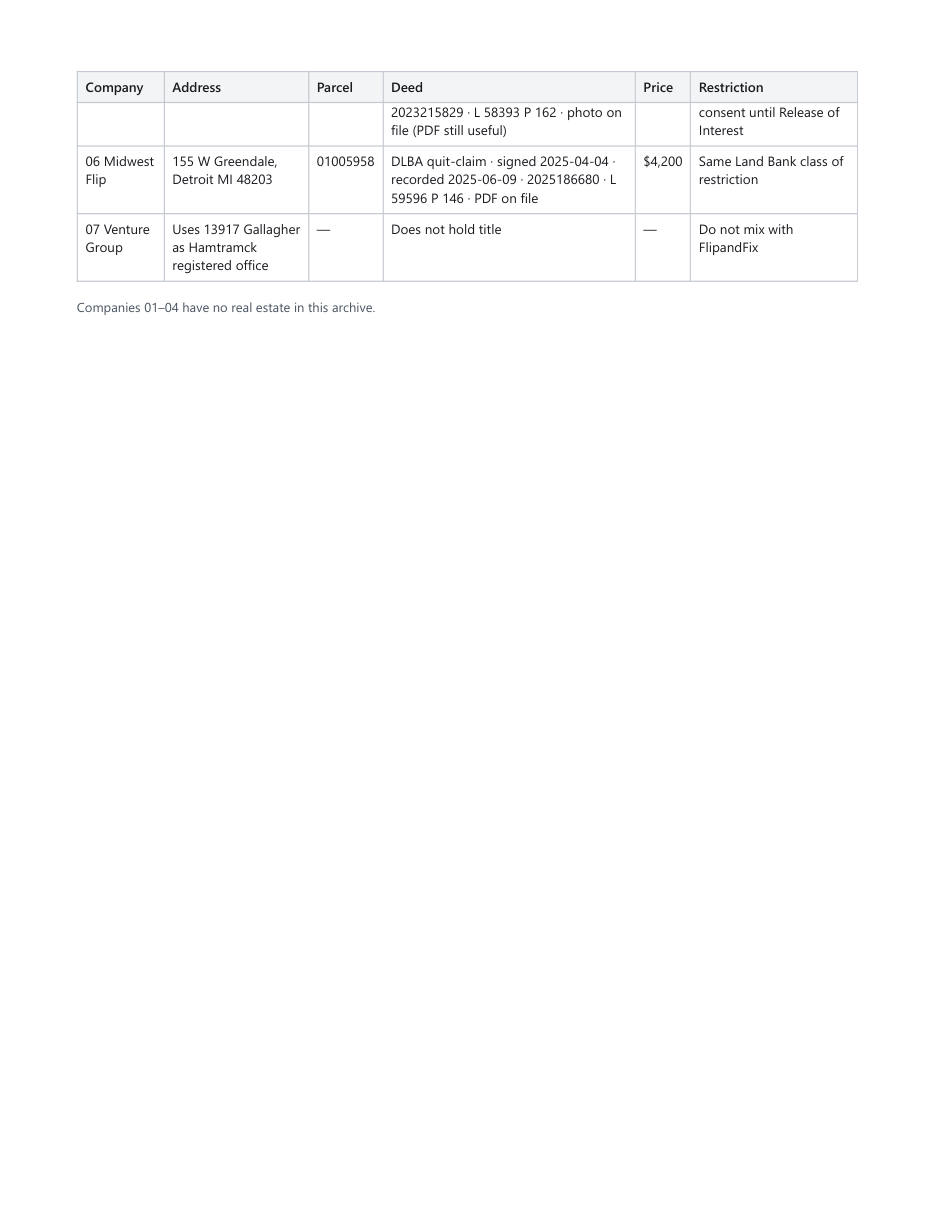 Company Address Parcel Deed Price Restriction
2023215829 · L 58393 P 162 · photo on consent until Release of
file (PDF still useful) Interest
06 Midwest 155 W Greendale, 01005958 DLBA quit-claim · signed 2025-04-04 · $4,200 Same Land Bank class of
Flip Detroit MI 48203 recorded 2025-06-09 · 2025186680 · L restriction
59596 P 146 · PDF on file
07 Venture Uses 13917 Gallagher — Does not hold title — Do not mix with
Group as Hamtramck FlipandFix
registered office
Companies 01–04 have no real estate in this archive.